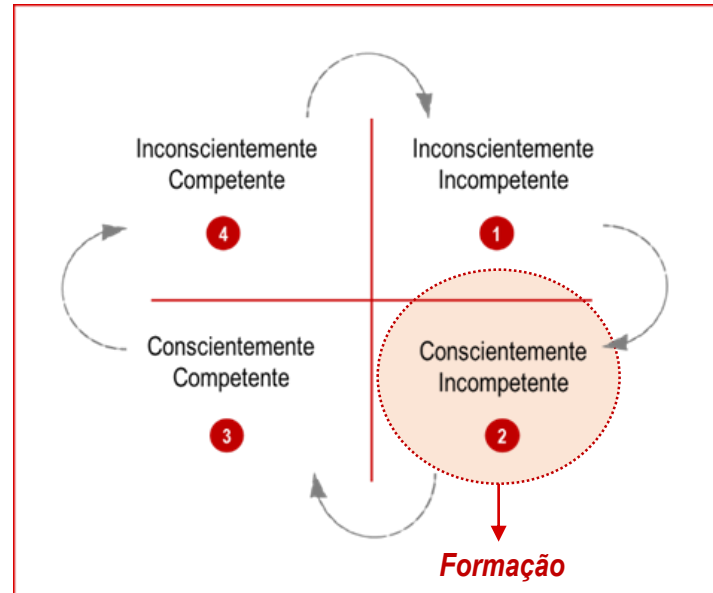 Inconscientemente
Competente
4
Inconscientemente
Incompetente
1
Conscientemente
Competente
3
Conscientemente
Incompetente
2
Formação